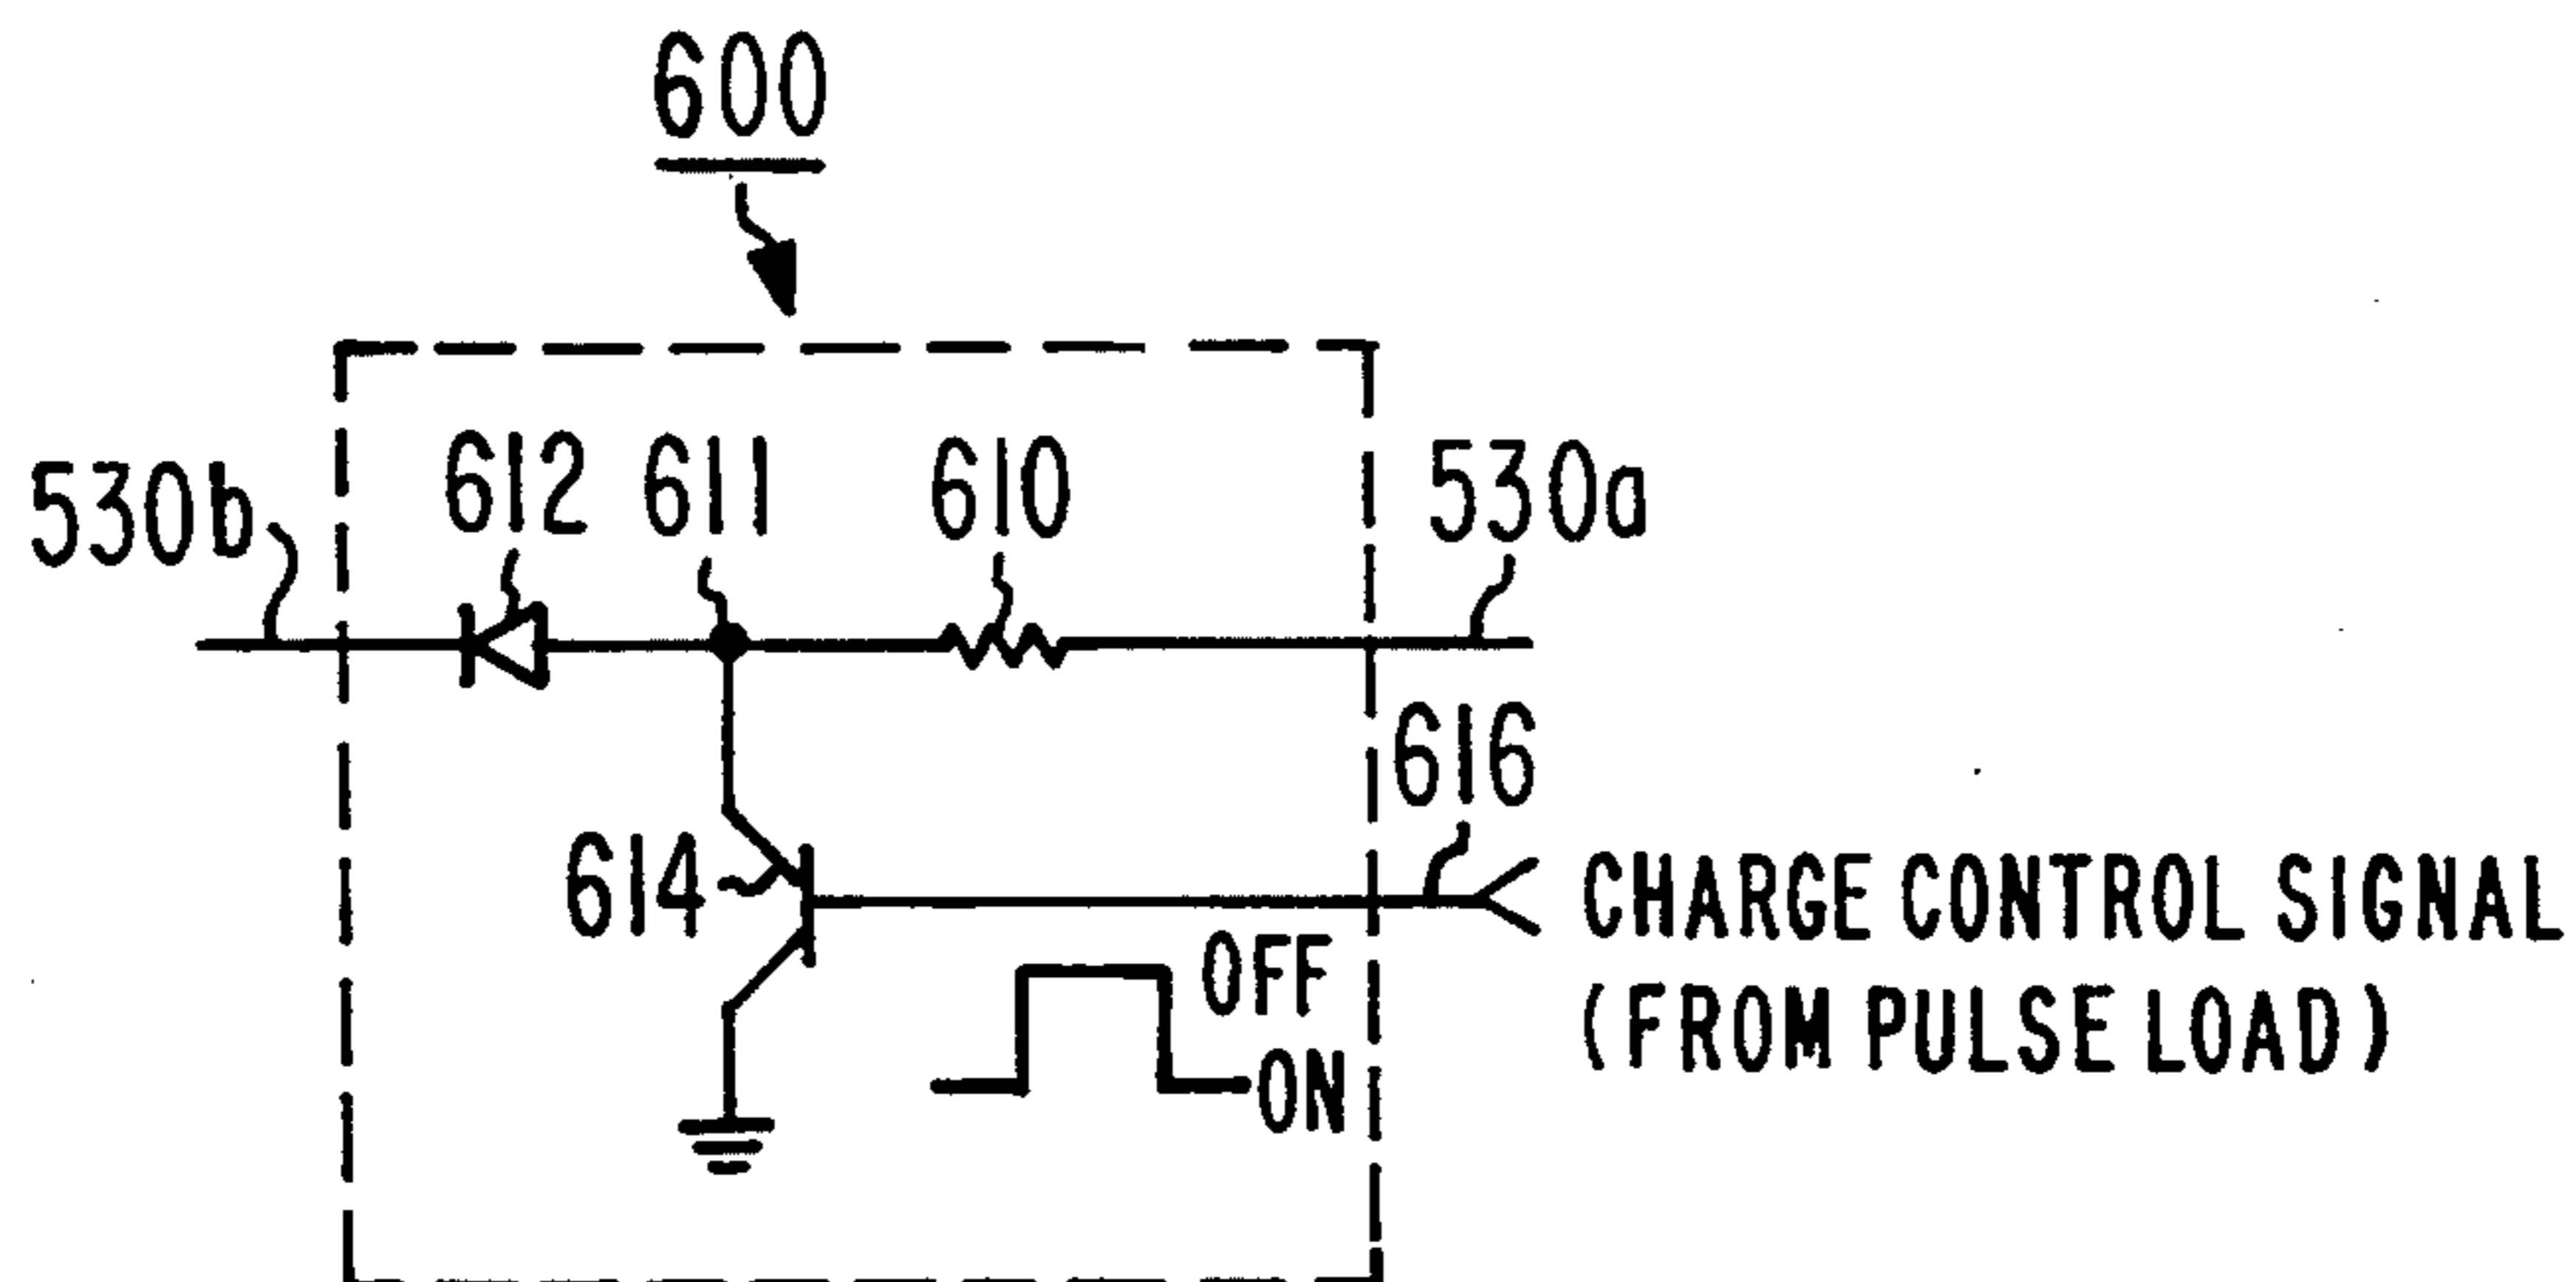 600
530b
612
611
610
530a
616
614
CHARGE CONTROL SIGNAL
(FROM PULSE LOAD)
OFF
ON